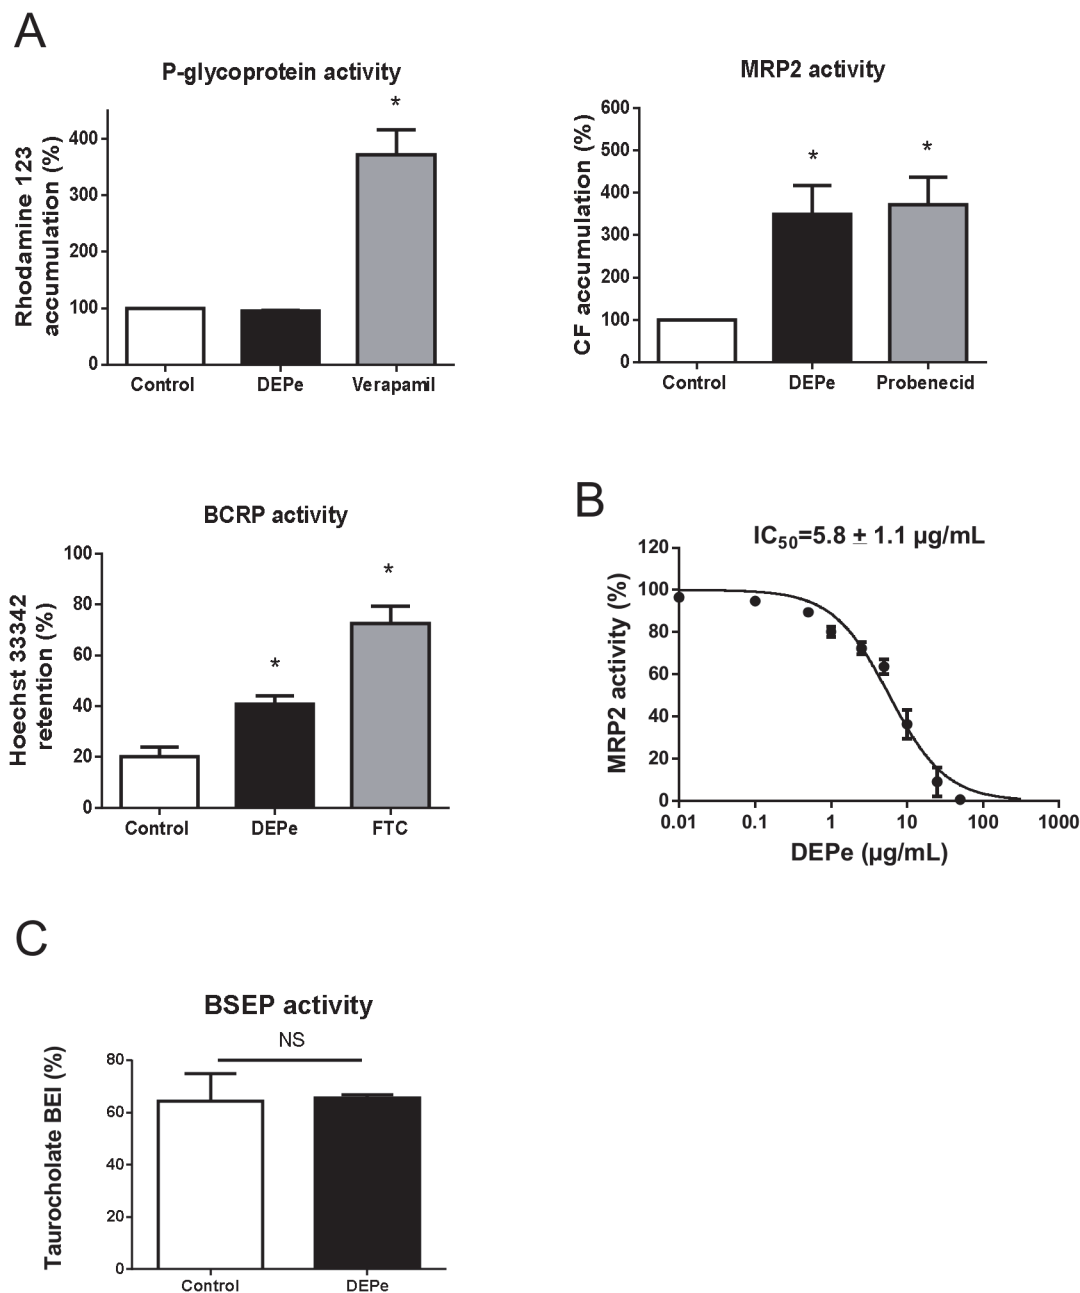 A
P-glycoprotein activity
Rhodamine 123
accumulation (%)
400
300
200
100
0
*
Control DEPe Verapamil
MRP2 activity
CF accumulation (%)
600
500
400
300
200
100
0
* *
Control DEPe Probenecid
BCRP activity
Hoechst 33342
retention (%)
100
80
60
40
20
0
* *
Control DEPe FTC
B
IC50=5.8 ± 1.1 µg/mL
MRP2 activity (%)
120
100
80
60
40
20
0
0.01 0.1 1 10 100 1000
DEPe (µg/mL)
C
BSEP activity
NS
Taurocholate BEI (%)
80
60
40
20
0
Control DEPe